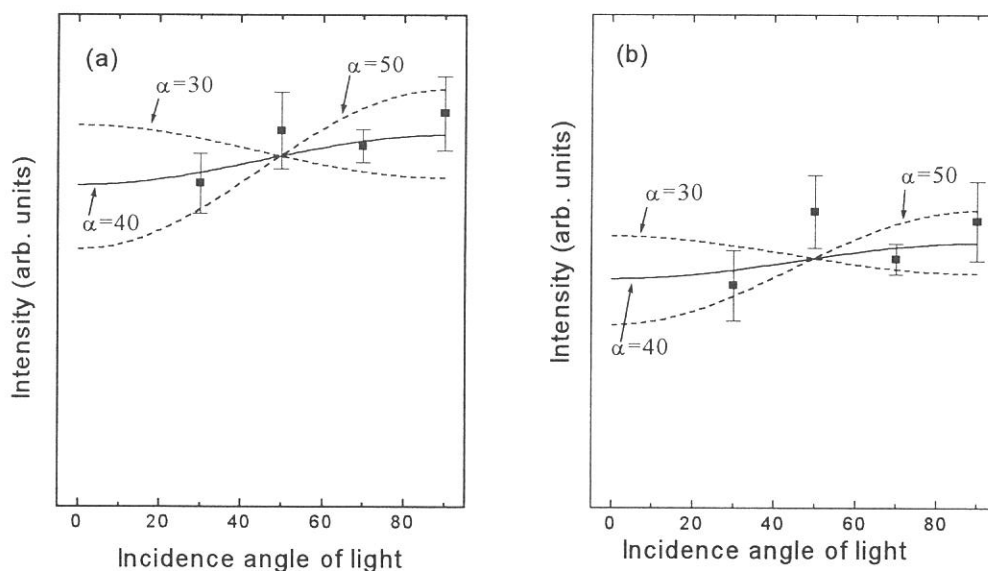 (a)
α=30
α=50
α=40
Intensity (arb. units)
0 20 40 60 80
Incidence angle of light
(b)
α=30
α=50
α=40
Intensity (arb. units)
0 20 40 60 80
Incidence angle of light